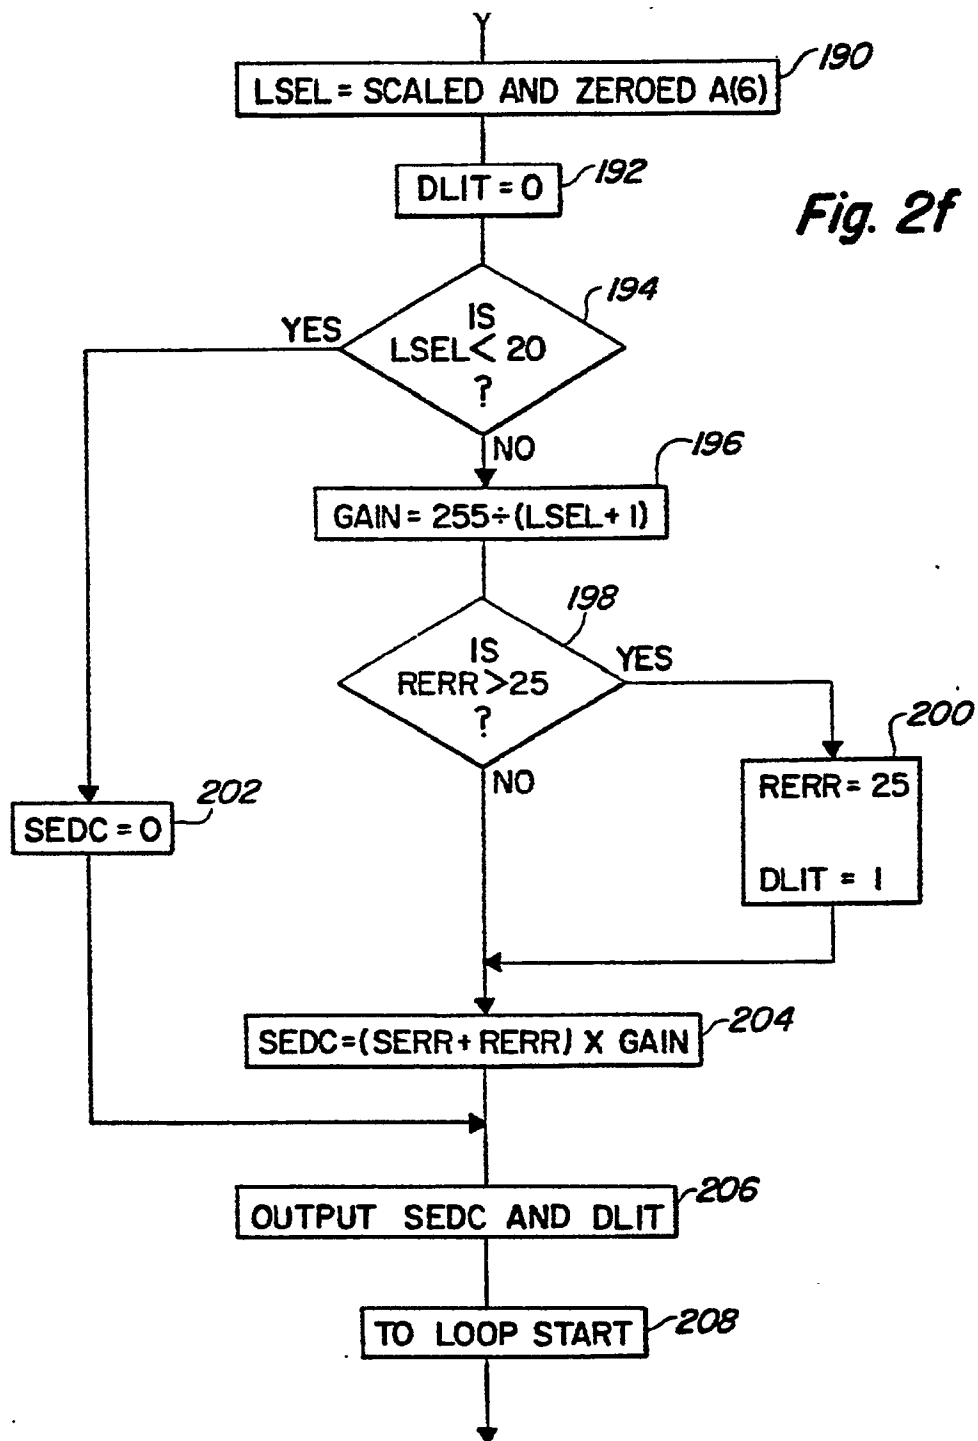 Y
190
LSEL = SCALED AND ZEROED A(6)
192
DLIT = 0
Fig. 2f
194
YES
IS
LSEL < 20
?
NO
196
GAIN = 255÷(LSEL + 1)
198
IS
RERR > 25
?
YES
NO
200
RERR = 25
DLIT = 1
202
SEDC = 0
204
SEDC = (SERR + RERR) X GAIN
206
OUTPUT SEDC AND DLIT
208
TO LOOP START